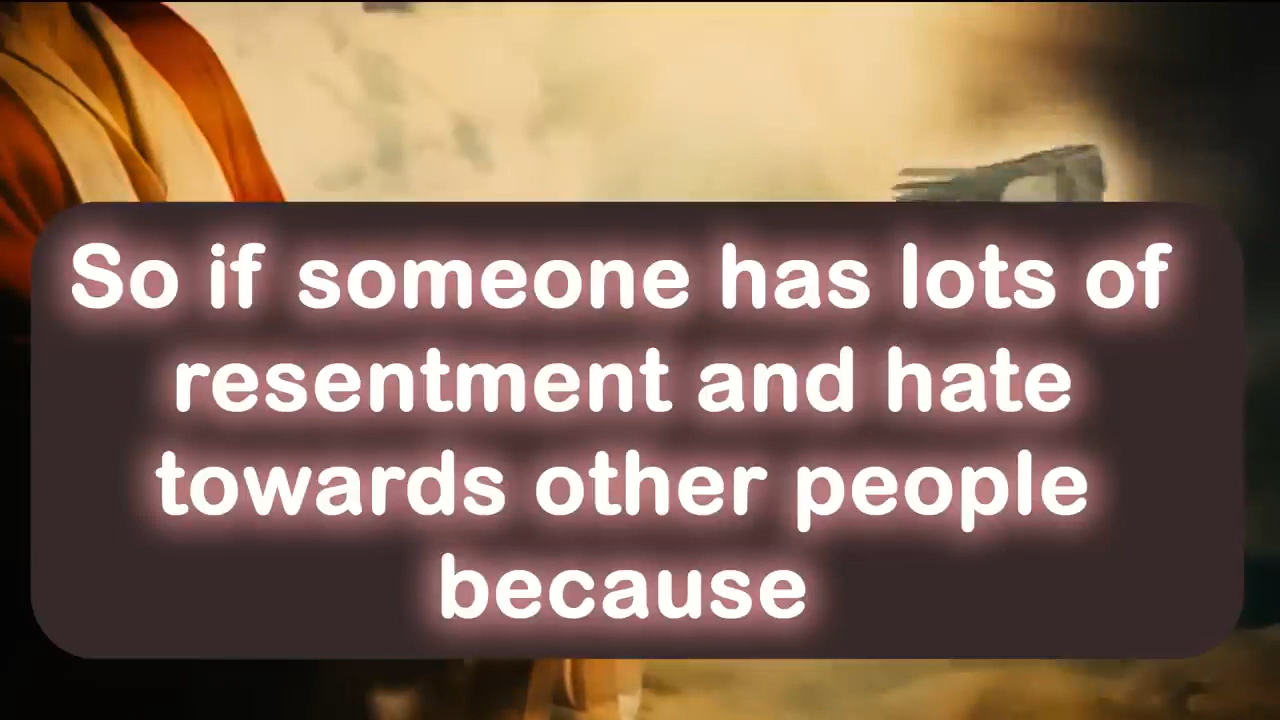 So if someone has lots of
resentment and hate
towards other people
because